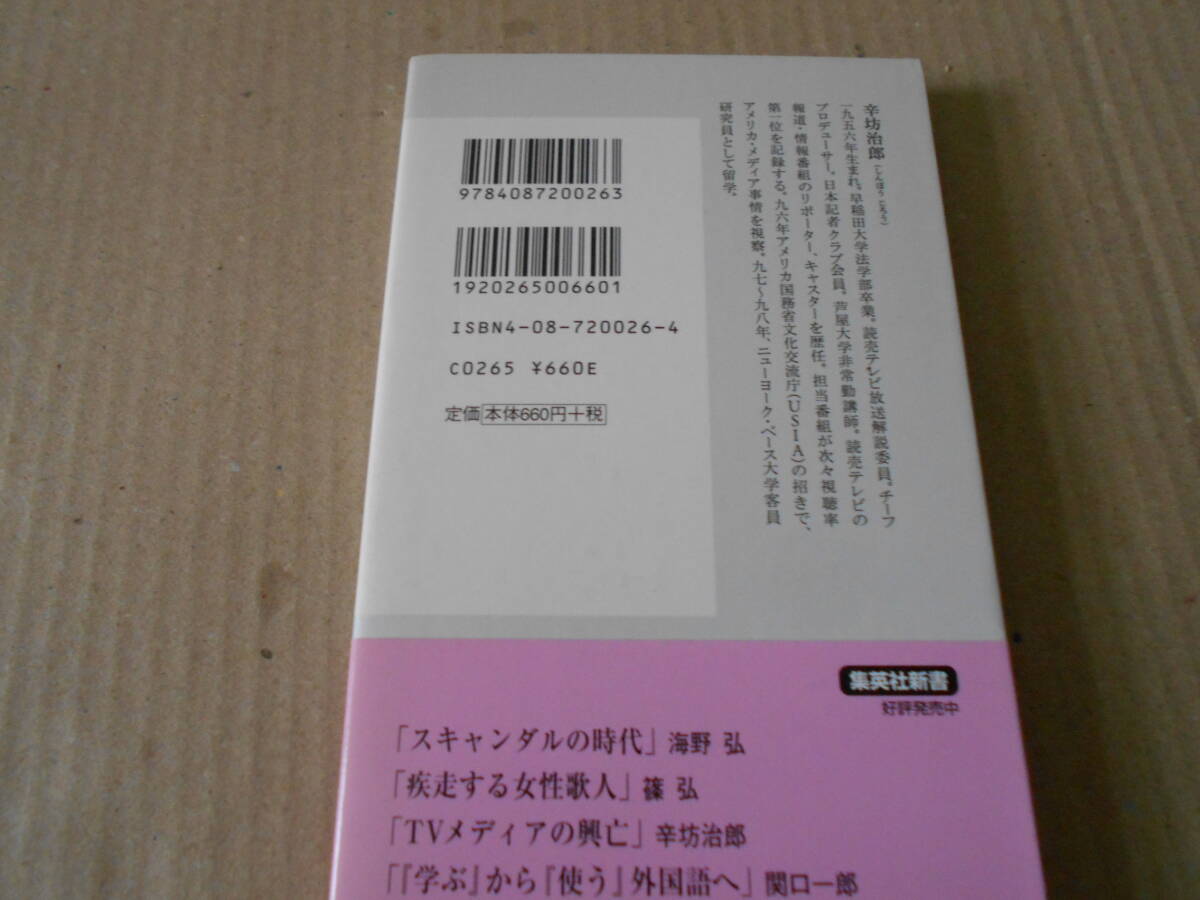 辛坊治郎(しんぼう じろう)
一九五六年生まれ。早稲田大学法学部卒業。読売テレビ放送解説委員。チーフ
プロデューサー。日本記者クラブ会員。芦屋大学非常勤講師。読売テレビの
報道・情報番組のリポーター、キャスターを歴任。担当番組が次々視聴率
第一位を記録する。九六年アメリカ国務省文化交流庁(USIA)の招きで、
アメリカ・メディア事情を視察。九七〜九八年、ニューヨーク・ペース大学客員
研究員として留学。
9784087200263
1920265006601
ISBN4-08-720026-4
C0265 ¥660E
定価 本体660円+税
集英社新書
好評発売中
「スキャンダルの時代」 海野 弘
「疾走する女性歌人」 篠 弘
「TVメディアの興亡」 辛坊治郎
「『学ぶ』から『使う』外国語へ」 関口一郎